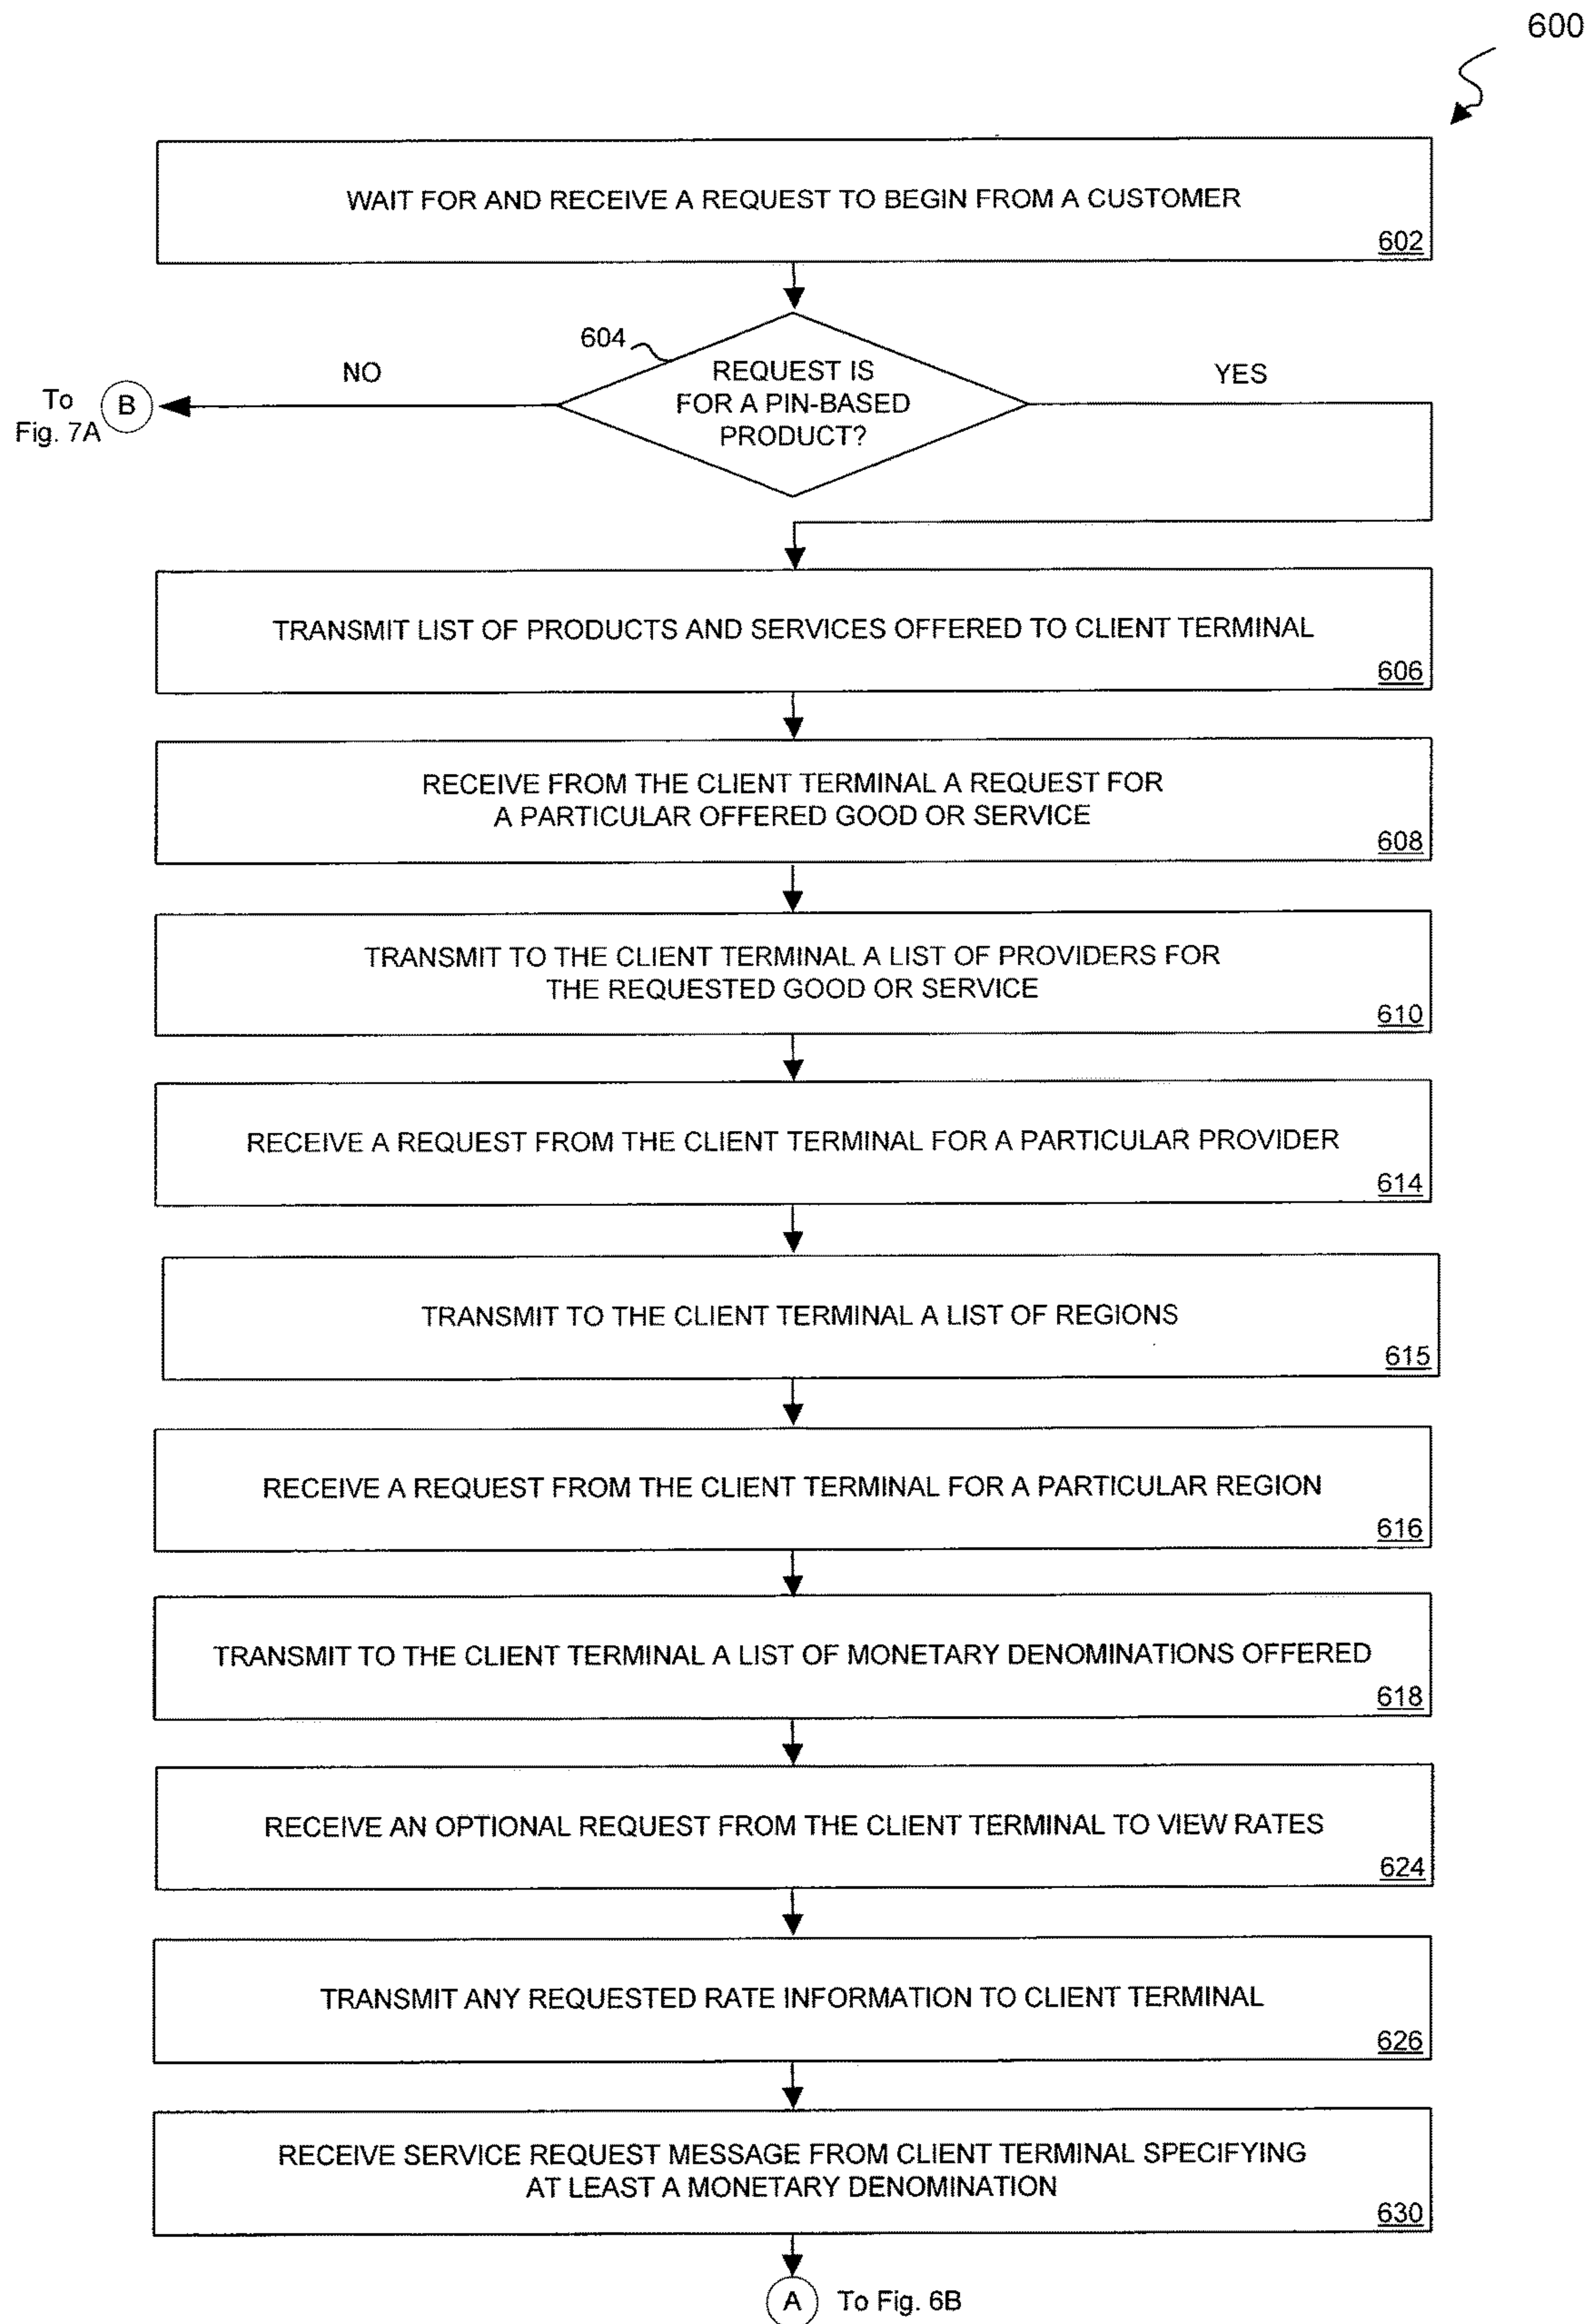 600
WAIT FOR AND RECEIVE A REQUEST TO BEGIN FROM A CUSTOMER
602
604
REQUEST IS
FOR A PIN-BASED
PRODUCT?
NO
YES
To
Fig. 7A
B
TRANSMIT LIST OF PRODUCTS AND SERVICES OFFERED TO CLIENT TERMINAL
606
RECEIVE FROM THE CLIENT TERMINAL A REQUEST FOR
A PARTICULAR OFFERED GOOD OR SERVICE
608
TRANSMIT TO THE CLIENT TERMINAL A LIST OF PROVIDERS FOR
THE REQUESTED GOOD OR SERVICE
610
RECEIVE A REQUEST FROM THE CLIENT TERMINAL FOR A PARTICULAR PROVIDER
614
TRANSMIT TO THE CLIENT TERMINAL A LIST OF REGIONS
615
RECEIVE A REQUEST FROM THE CLIENT TERMINAL FOR A PARTICULAR REGION
616
TRANSMIT TO THE CLIENT TERMINAL A LIST OF MONETARY DENOMINATIONS OFFERED
618
RECEIVE AN OPTIONAL REQUEST FROM THE CLIENT TERMINAL TO VIEW RATES
624
TRANSMIT ANY REQUESTED RATE INFORMATION TO CLIENT TERMINAL
626
RECEIVE SERVICE REQUEST MESSAGE FROM CLIENT TERMINAL SPECIFYING
AT LEAST A MONETARY DENOMINATION
630
A
To Fig. 6B